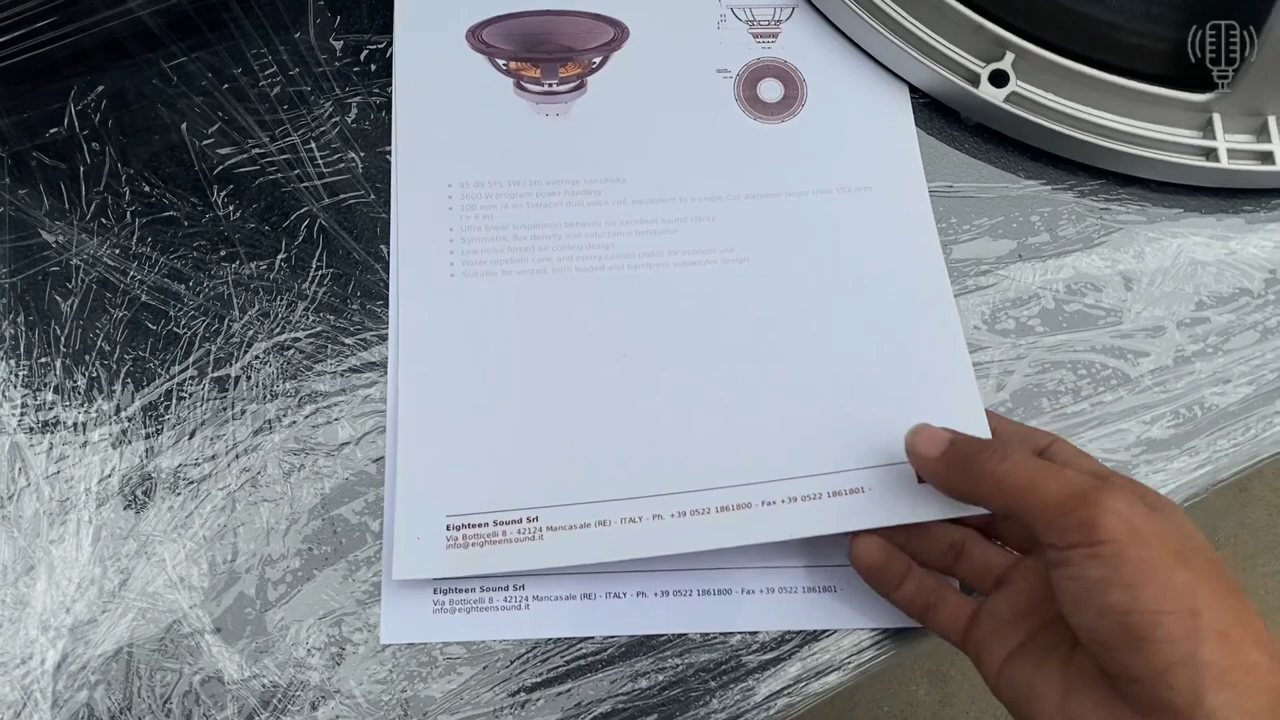 95 dB SPL 1W / 1m average sensitivity
3600 W program power handling
100 mm (4 in) Tetracoil dual voice coil, equivalent to a single coil diameter larger than 153 mm
(= 6 in)
Ultra linear suspension behavior for excellent sound clarity
Symmetric flux density and inductance behaviour
Low noise forced air cooling design
Water repellent cone and epoxy coated plates for outdoor use
Suitable for vented, horn loaded and bandpass subwoofer design
Eighteen Sound Srl
Via Botticelli 8 - 42124 Mancasale (RE) - ITALY - Ph. +39 0522 1861800 - Fax +39 0522 1861801 -
info@eighteensound.it
Eighteen Sound Srl
Via Botticelli 8 - 42124 Mancasale (RE) - ITALY - Ph. +39 0522 1861800 - Fax +39 0522 1861801 -
info@eighteensound.it